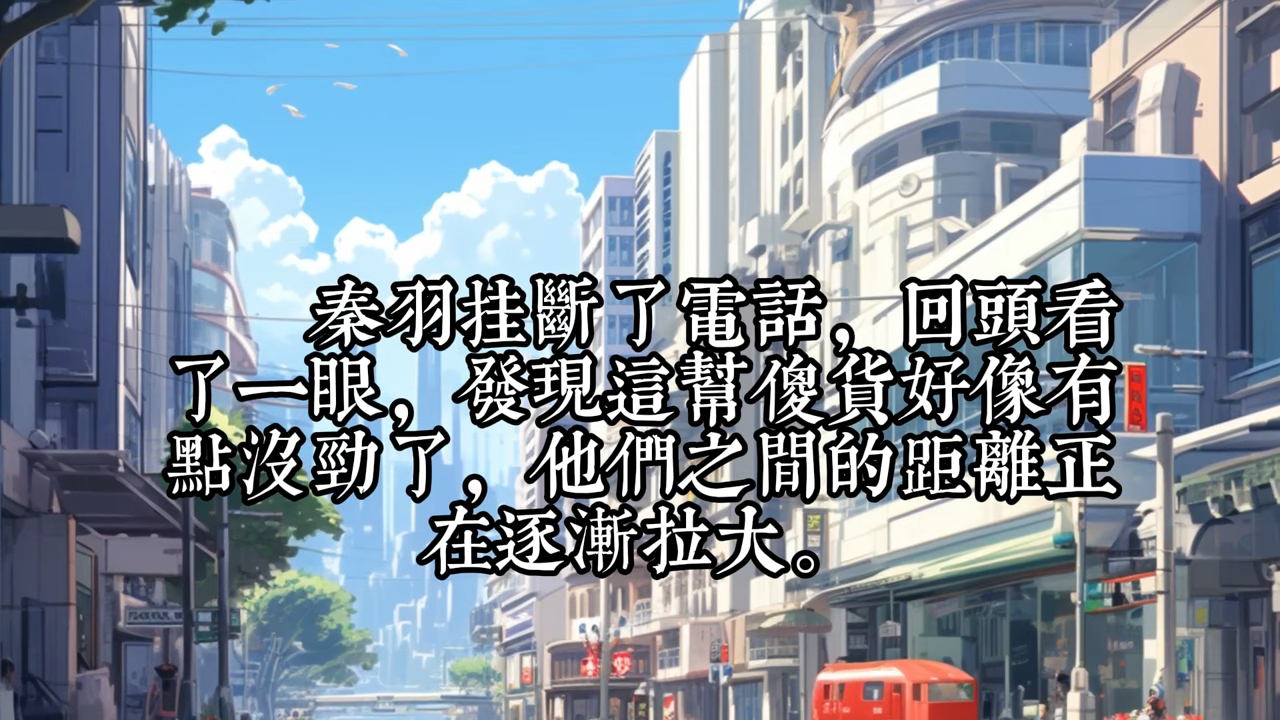 秦羽挂斷了電話，回頭看
了一眼，發現這幫傻貨好像有
點沒勁了，他們之間的距離正
在逐漸拉大。